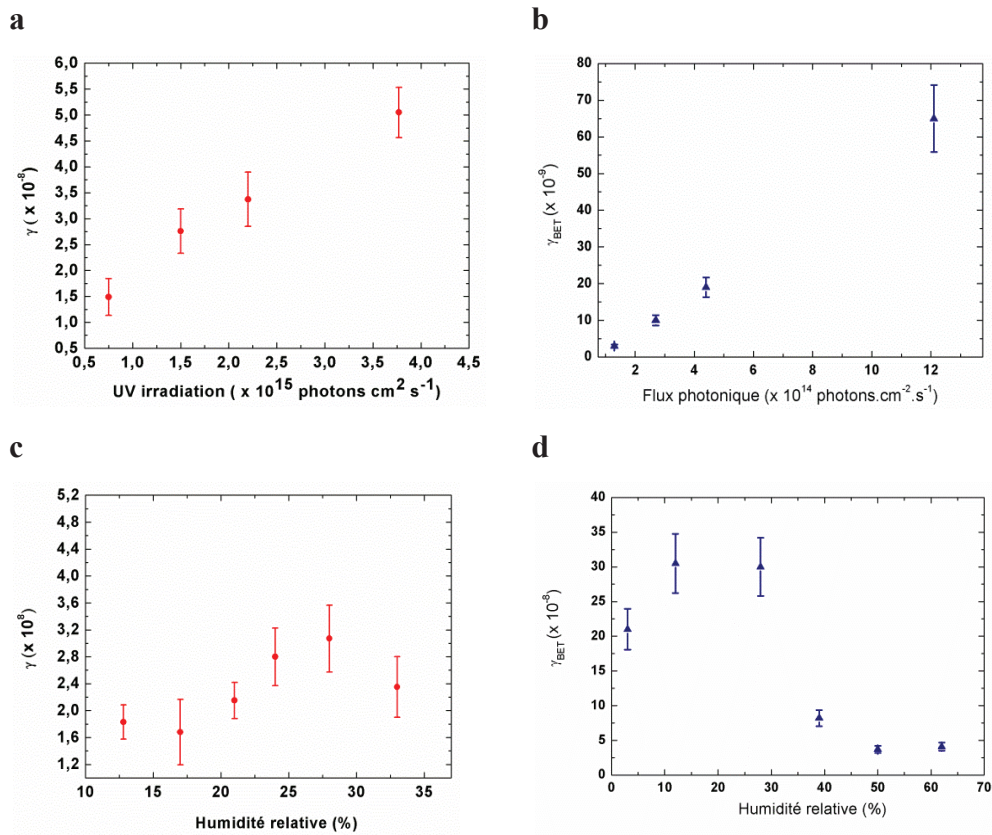 a
5,5
6,0
5,0
4,5
4,0
3,5
3,0
2,5
2,0
1,5
1,0
0,5
γ ( x 10⁻⁸)
0,5 1,0 1,5 2,0 2,5 3,0 3,5 4,0 4,5
UV irradiation ( x 10¹⁵ photons cm² s⁻¹)
b
80
70
60
50
40
30
20
10
0
γBET (x 10⁻⁹)
2 4 6 8 10 12
Flux photonique (x 10¹⁴ photons.cm⁻².s⁻¹)
c
5,2
4,8
4,4
4,0
3,6
3,2
2,8
2,4
2,0
1,6
1,2
γ (x 10⁸)
10 15 20 25 30 35
Humidité relative (%)
d
40
35
30
25
20
15
10
5
0
γBET (x 10⁻⁸)
0 10 20 30 40 50 60 70
Humidité relative (%)